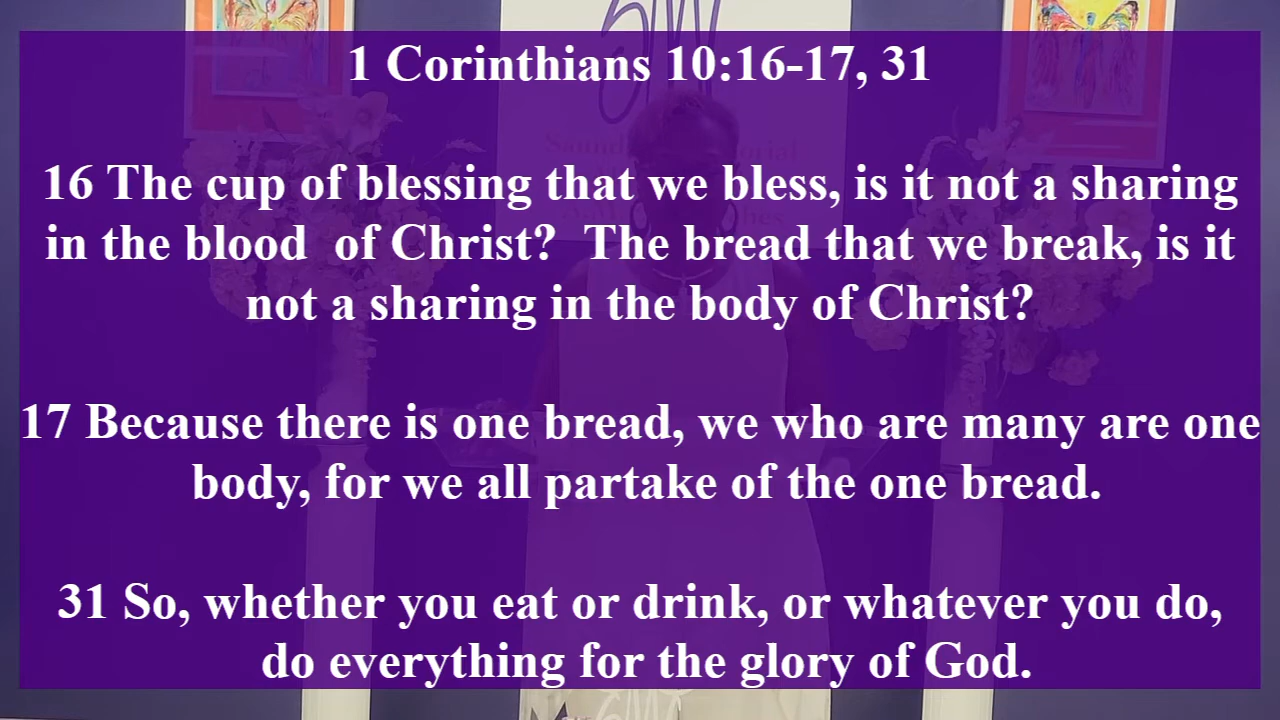 1 Corinthians 10:16-17, 31
16 The cup of blessing that we bless, is it not a sharing
in the blood  of Christ?  The bread that we break, is it
not a sharing in the body of Christ?
17 Because there is one bread, we who are many are one
body, for we all partake of the one bread.
31 So, whether you eat or drink, or whatever you do,
do everything for the glory of God.